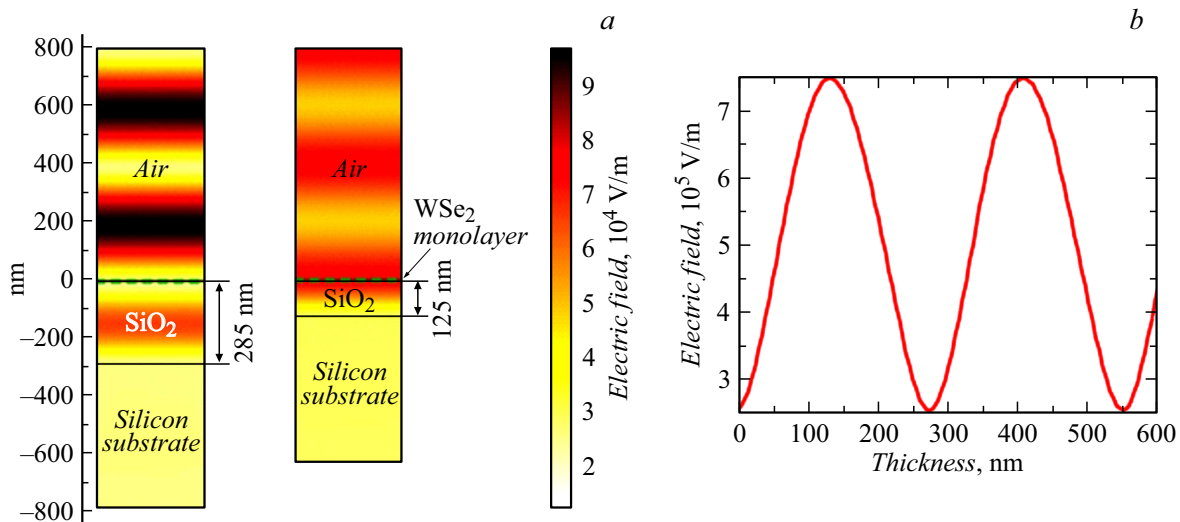 a
800
600
400
200
0
–200
–400
–600
–800
nm
Air
SiO2
Silicon
substrate
285 nm
Air
WSe2
monolayer
SiO2
125 nm
Silicon
substrate
9
8
7
6
5
4
3
2
Electric field, 10^4 V/m
b
7
6
5
4
3
Electric field, 10^5 V/m
0 100 200 300 400 500 600
Thickness, nm